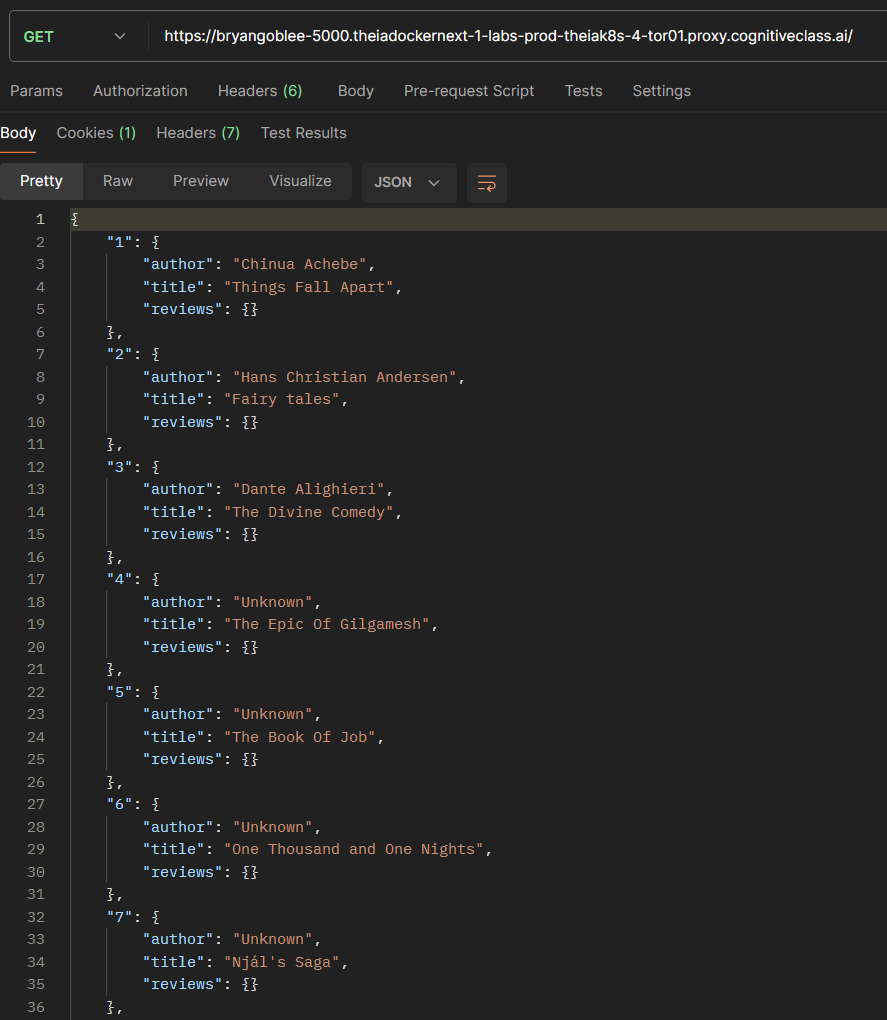 GET https://bryangoblee-5000.theiadockernext-1-labs-prod-theiak8s-4-tor01.proxy.cognitiveclass.ai/
Params Authorization Headers (6) Body Pre-request Script Tests Settings
Body Cookies (1) Headers (7) Test Results
Pretty Raw Preview Visualize JSON
1 {
2 "1": {
3 "author": "Chinua Achebe",
4 "title": "Things Fall Apart",
5 "reviews": {}
6 },
7 "2": {
8 "author": "Hans Christian Andersen",
9 "title": "Fairy tales",
10 "reviews": {}
11 },
12 "3": {
13 "author": "Dante Alighieri",
14 "title": "The Divine Comedy",
15 "reviews": {}
16 },
17 "4": {
18 "author": "Unknown",
19 "title": "The Epic Of Gilgamesh",
20 "reviews": {}
21 },
22 "5": {
23 "author": "Unknown",
24 "title": "The Book Of Job",
25 "reviews": {}
26 },
27 "6": {
28 "author": "Unknown",
29 "title": "One Thousand and One Nights",
30 "reviews": {}
31 },
32 "7": {
33 "author": "Unknown",
34 "title": "Njál's Saga",
35 "reviews": {}
36 },